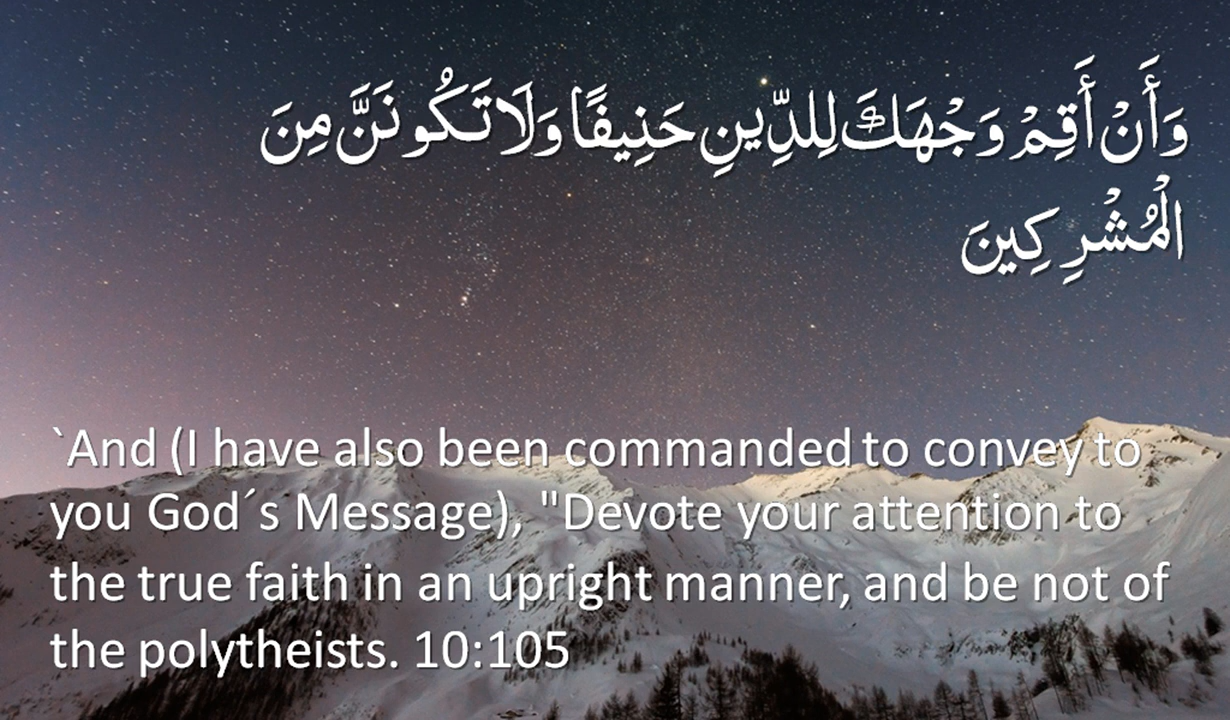 وَأَنْ أَقِمْ وَجْهَكَ لِلدِّينِ حَنِيفًا وَلَا تَكُونَنَّ مِنَ
الْمُشْرِكِينَ
`And (I have also been commanded to convey to
you God´s Message), "Devote your attention to
the true faith in an upright manner, and be not of
the polytheists. 10:105